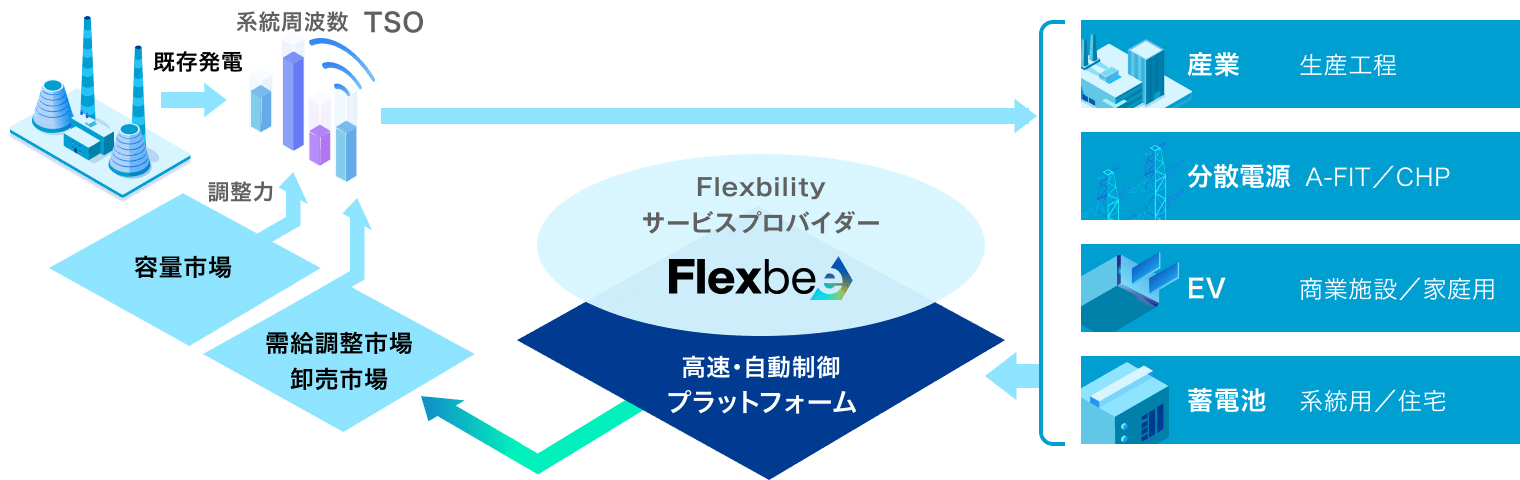 系統周波数 TSO
既存発電
調整力
容量市場
需給調整市場
卸売市場
Flexbility
サービスプロバイダー
Flexbee
高速・自動制御
プラットフォーム
産業 生産工程
分散電源 A-FIT／CHP
EV 商業施設／家庭用
蓄電池 系統用／住宅